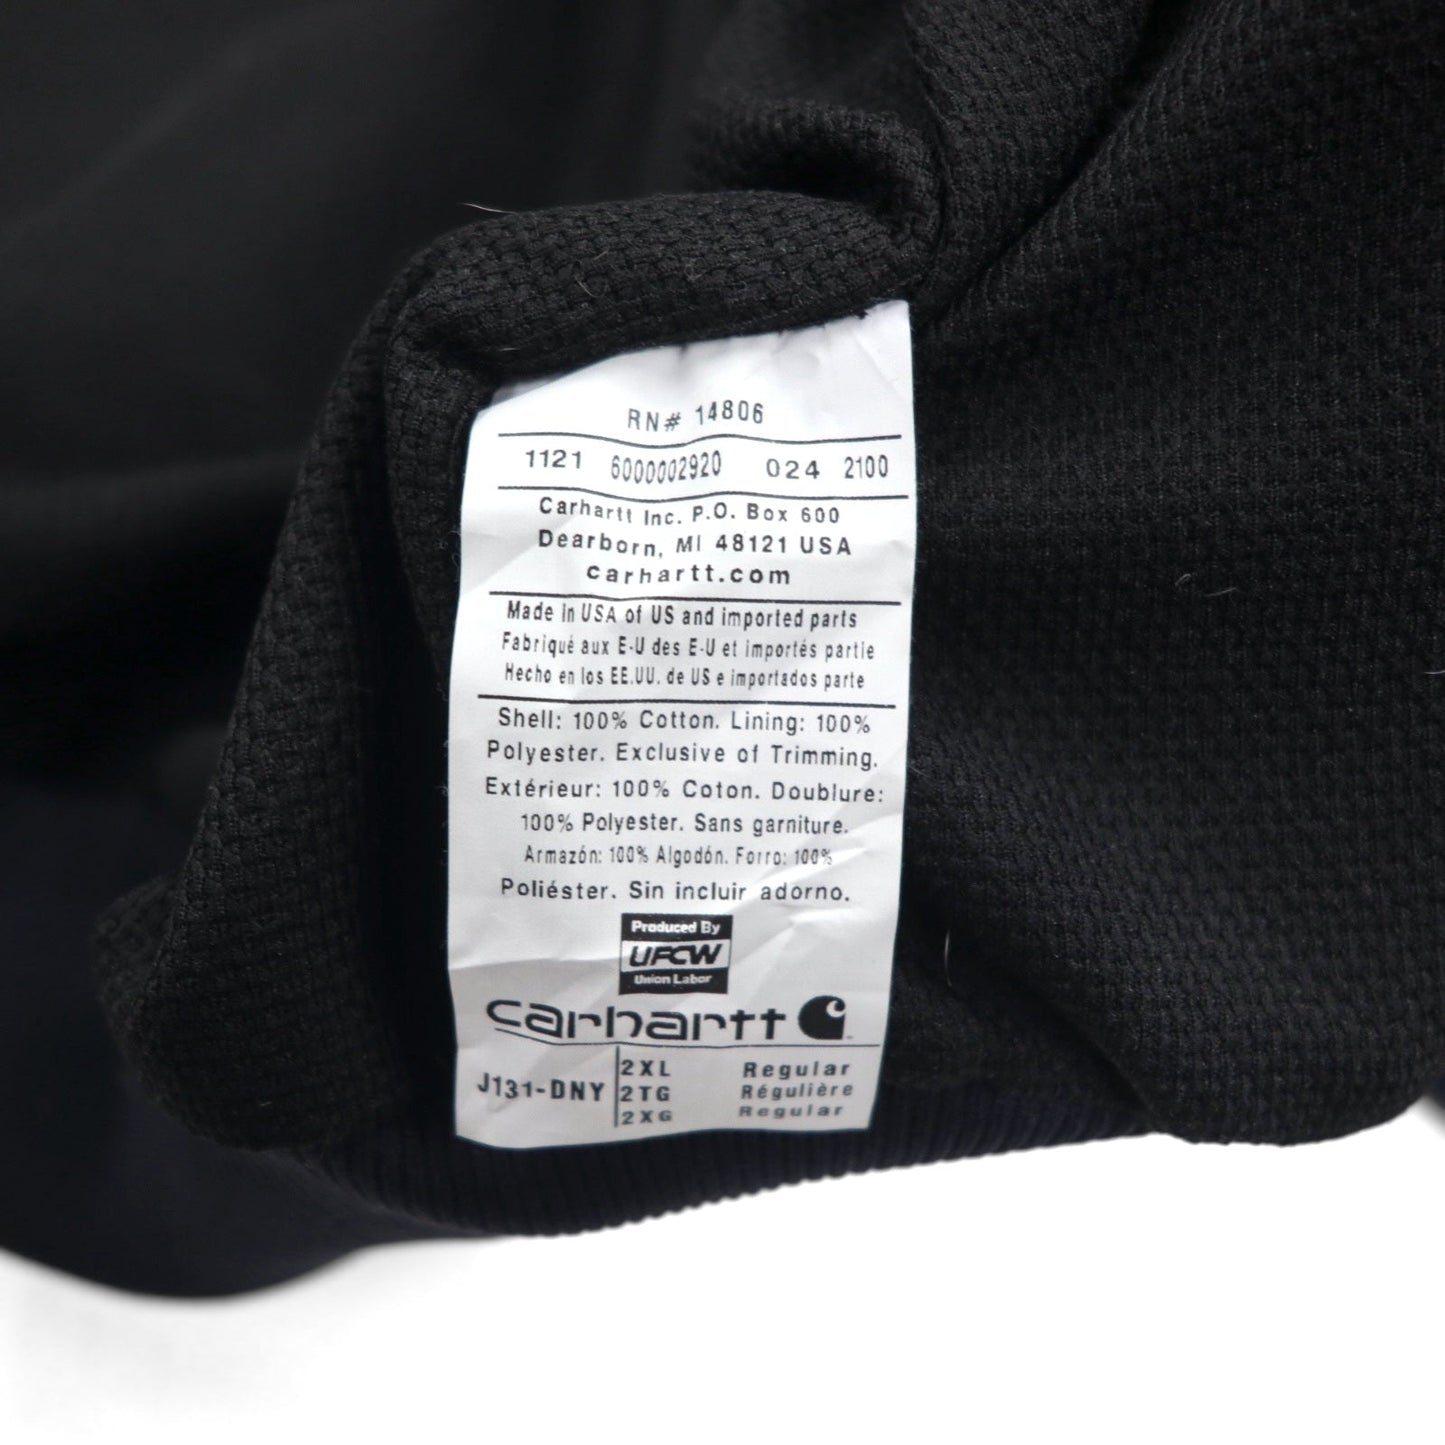 RN# 14806
1121 6000002920 024 2100
Carhartt Inc. P.O. Box 600
Dearborn, MI 48121 USA
carhartt.com
Made In USA of US and imported parts
Fabriqué aux E-U des E-U et importés partie
Hecho en los EE.UU. de US e importados parte
Shell: 100% Cotton. Lining: 100%
Polyester. Exclusive of Trimming.
Extérieur: 100% Coton. Doublure:
100% Polyester. Sans garniture.
Armazón: 100% Algodón. Forro: 100%
Poliéster. Sin incluir adorno.
Produced By
UFCW
Union Labor
carhartt
J131-DNY
2XL Regular
2TG Régulière
2XG Regular